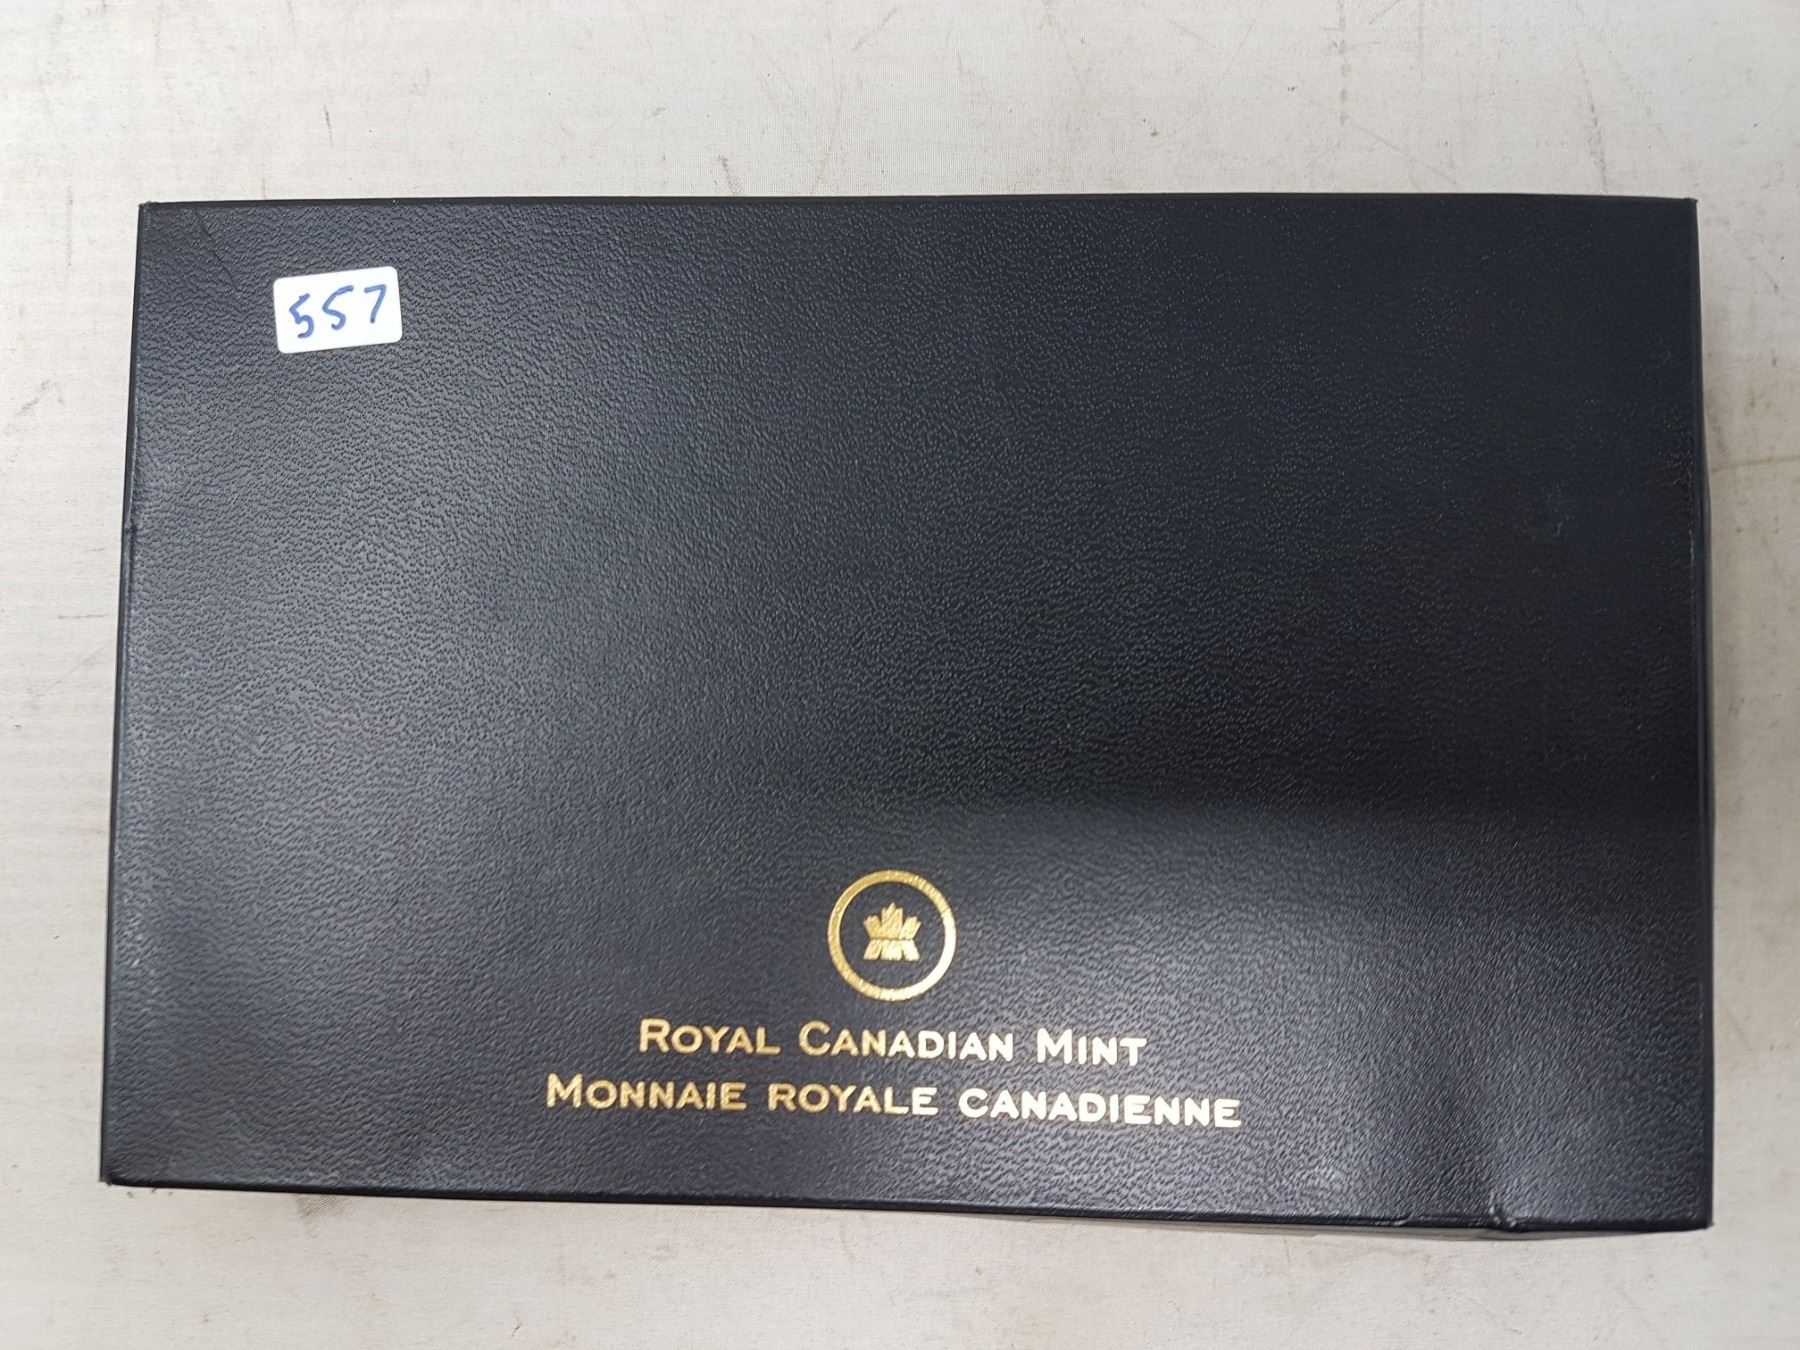 557
ROYAL CANADIAN MINT
MONNAIE ROYALE CANADIENNE